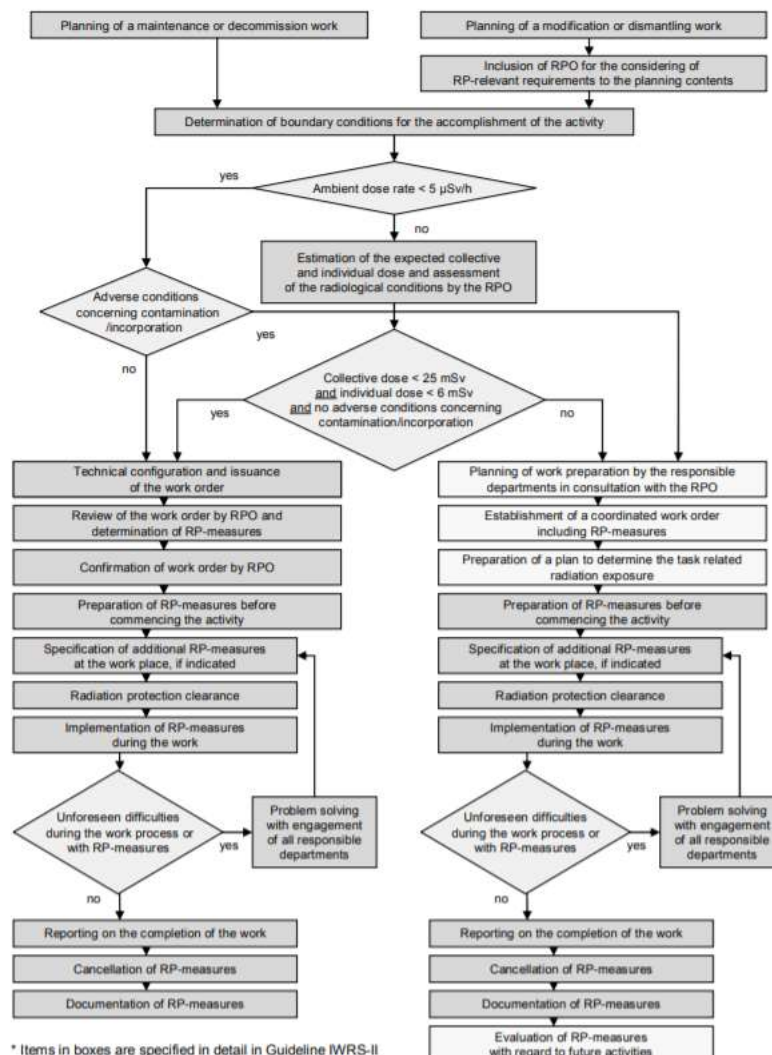 Planning of a maintenance or decommission work
Planning of a modification or dismantling work
Inclusion of RPO for the considering of
RP-relevant requirements to the planning contents
Determination of boundary conditions for the accomplishment of the activity
yes
Ambient dose rate < 5 µSv/h
no
Estimation of the expected collective
and individual dose and assessment
of the radiological conditions by the RPO
Adverse conditions
concerning contamination
/incorporation
yes
no
Collective dose < 25 mSv
and individual dose < 6 mSv
and no adverse conditions concerning
contamination/incorporation
yes
no
Technical configuration and issuance
of the work order
Review of the work order by RPO and
determination of RP-measures
Confirmation of work order by RPO
Preparation of RP-measures before
commencing the activity
Specification of additional RP-measures
at the work place, if indicated
Radiation protection clearance
Implementation of RP-measures
during the work
Unforeseen difficulties
during the work process or
with RP-measures
yes
Problem solving
with engagement
of all responsible
departments
no
Reporting on the completion of the work
Cancellation of RP-measures
Documentation of RP-measures
Planning of work preparation by the responsible
departments in consultation with the RPO
Establishment of a coordinated work order
including RP-measures
Preparation of a plan to determine the task related
radiation exposure
Preparation of RP-measures before
commencing the activity
Specification of additional RP-measures
at the work place, if indicated
Radiation protection clearance
Implementation of RP-measures
during the work
Unforeseen difficulties
during the work process or
with RP-measures
yes
Problem solving
with engagement
of all responsible
departments
no
Reporting on the completion of the work
Cancellation of RP-measures
Documentation of RP-measures
Evaluation of RP-measures
with regard to future activities
* Items in boxes are specified in detail in Guideline IWRS-II